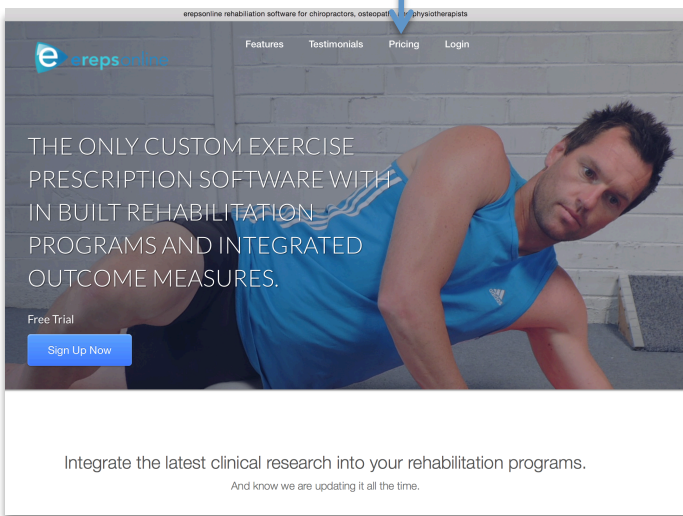 erepsonline rehabiliation software for chiropractors, osteopath physiotherapists
Features Testimonials Pricing Login
e erepsonline
THE ONLY CUSTOM EXERCISE
PRESCRIPTION SOFTWARE WITH
IN BUILT REHABILITATION
PROGRAMS AND INTEGRATED
OUTCOME MEASURES.
Free Trial
Sign Up Now
adidas
Integrate the latest clinical research into your rehabilitation programs.
And know we are updating it all the time.